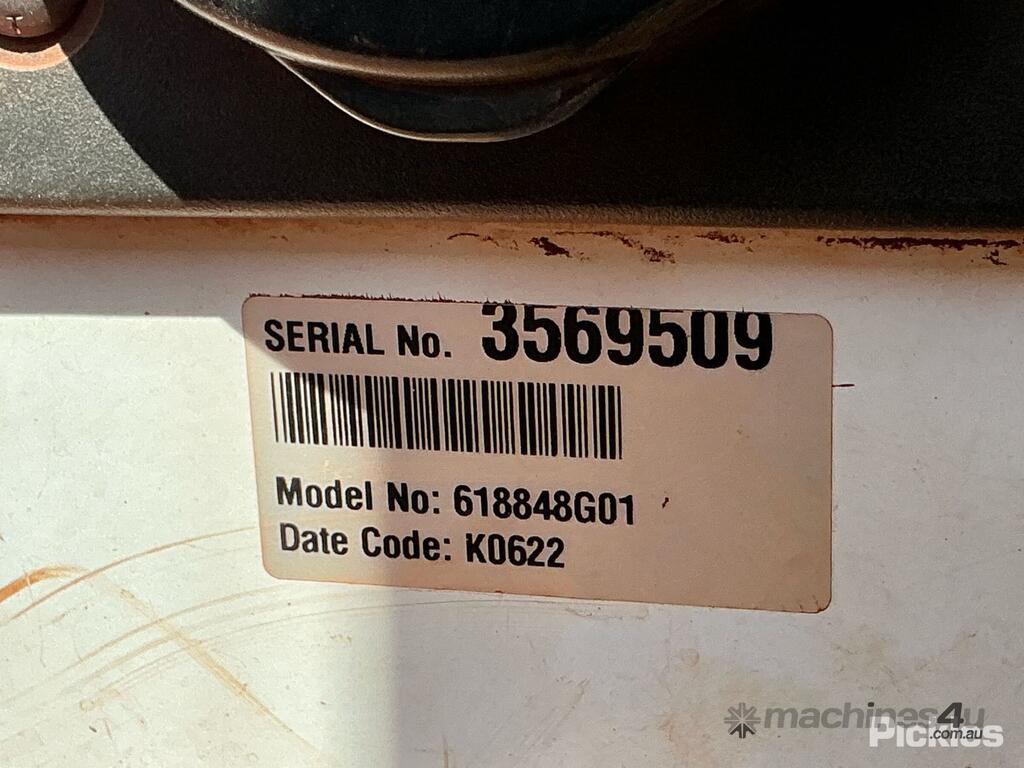 T
SERIAL No. 3569509
Model No: 618848G01
Date Code: K0622
machines4u
.com.au
Pickles